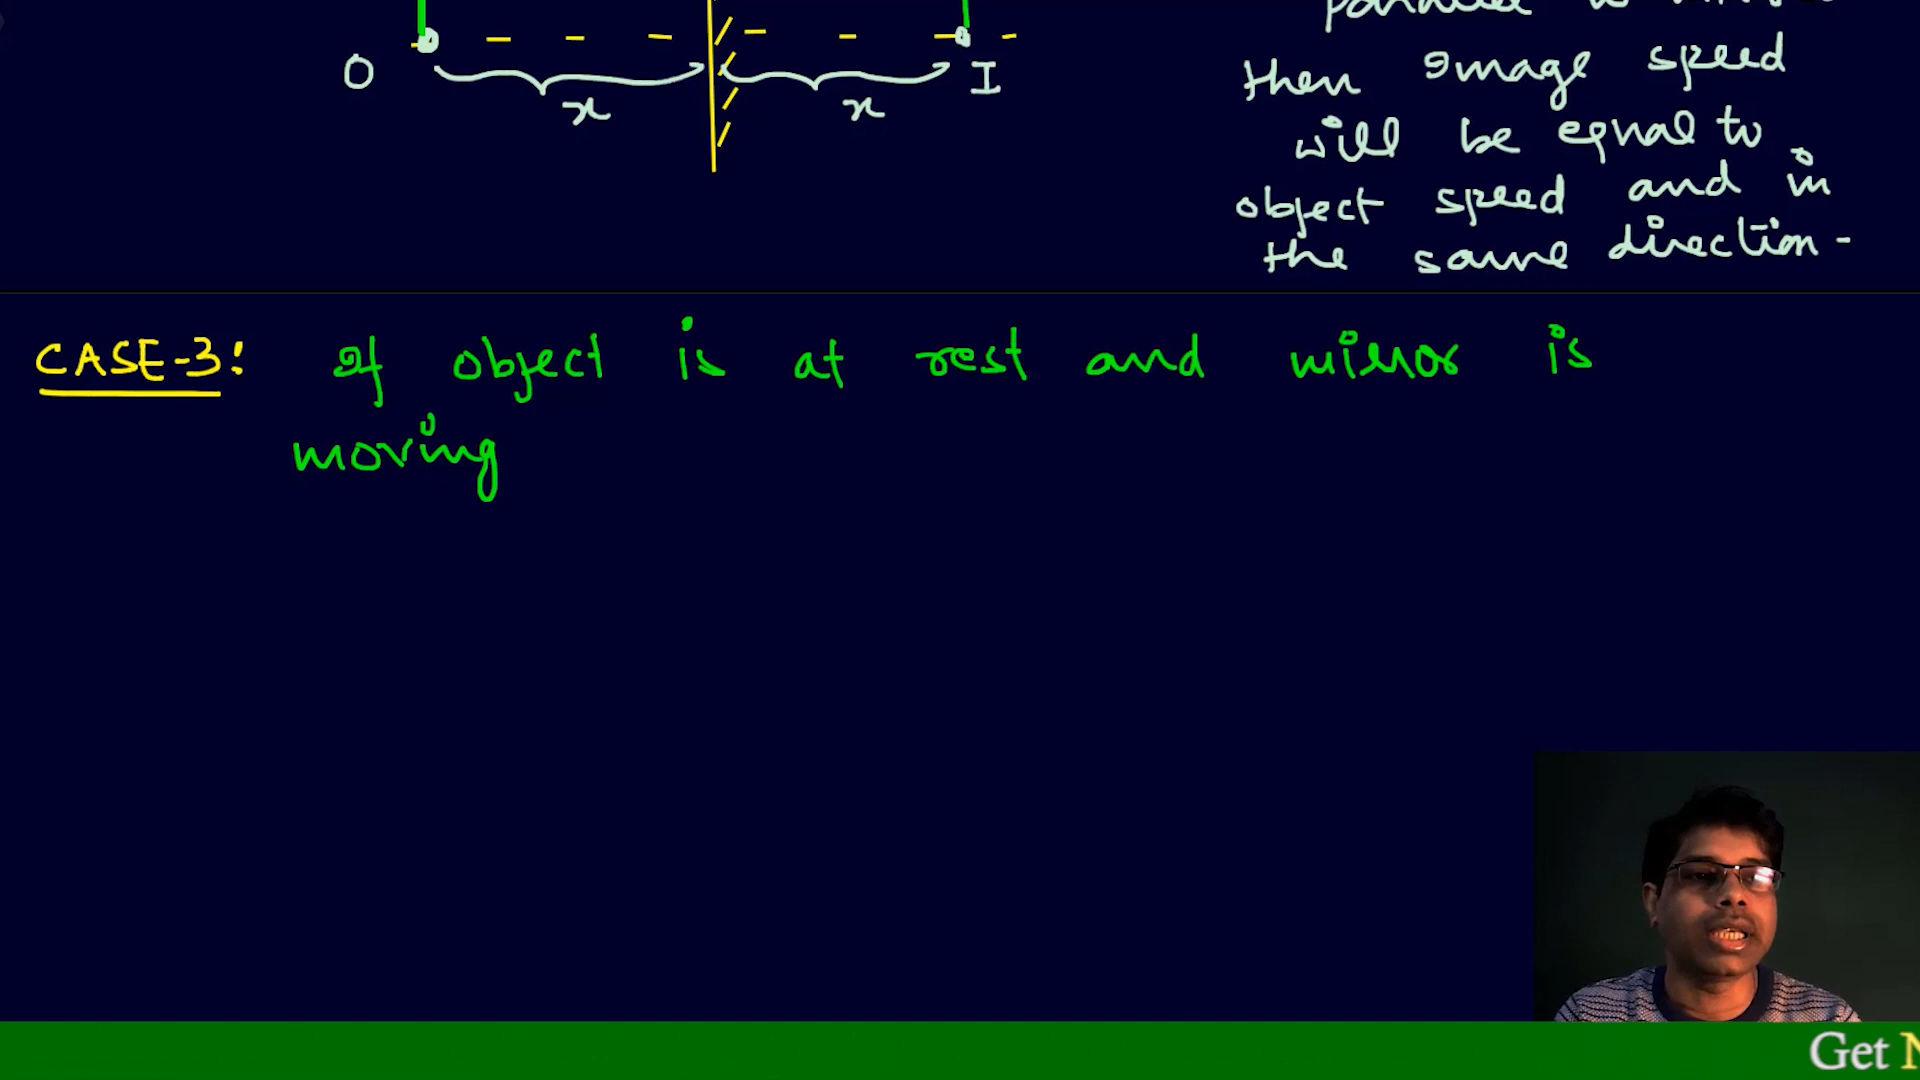 O
I
x
x
then image speed
will be equal to
object speed and in
the same direction -
CASE-3: If object is at rest and mirror is
moving
Get